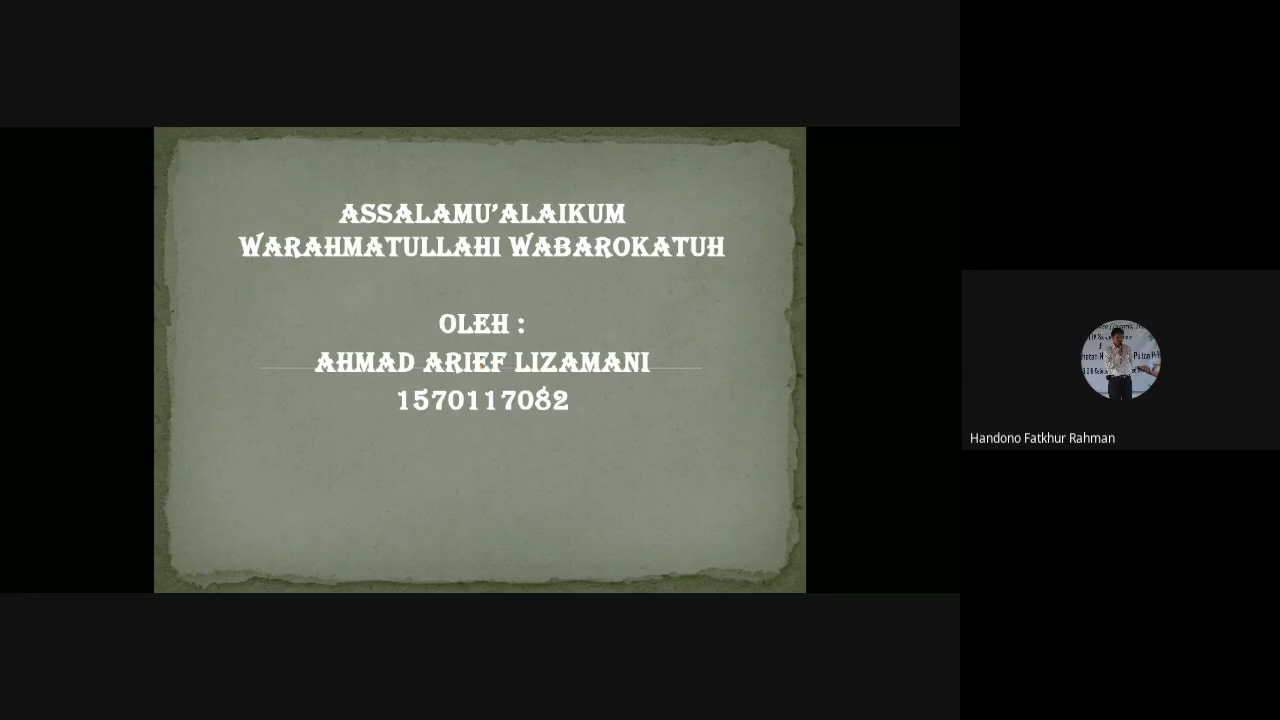 ASSALAMU’ALAIKUM
WARAHMATULLAHI WABAROKATUH
OLEH :
AHMAD ARIEF LIZAMANI
1570117082
Handono Fatkhur Rahman